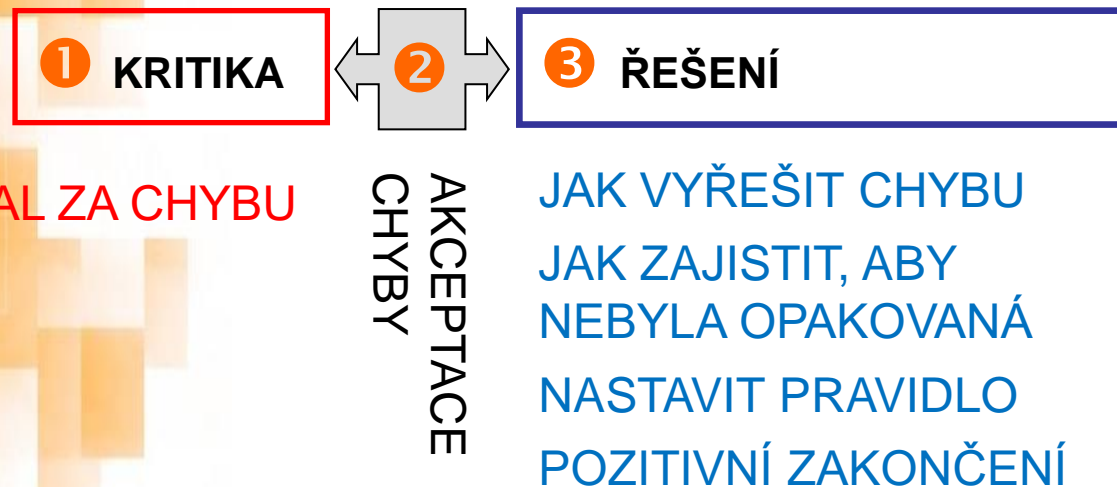 1 KRITIKA
2
3 ŘEŠENÍ
AL ZA CHYBU
AKCEPTACE
CHYBY
JAK VYŘEŠIT CHYBU
JAK ZAJISTIT, ABY
NEBYLA OPAKOVANÁ
NASTAVIT PRAVIDLO
POZITIVNÍ ZAKONČENÍ